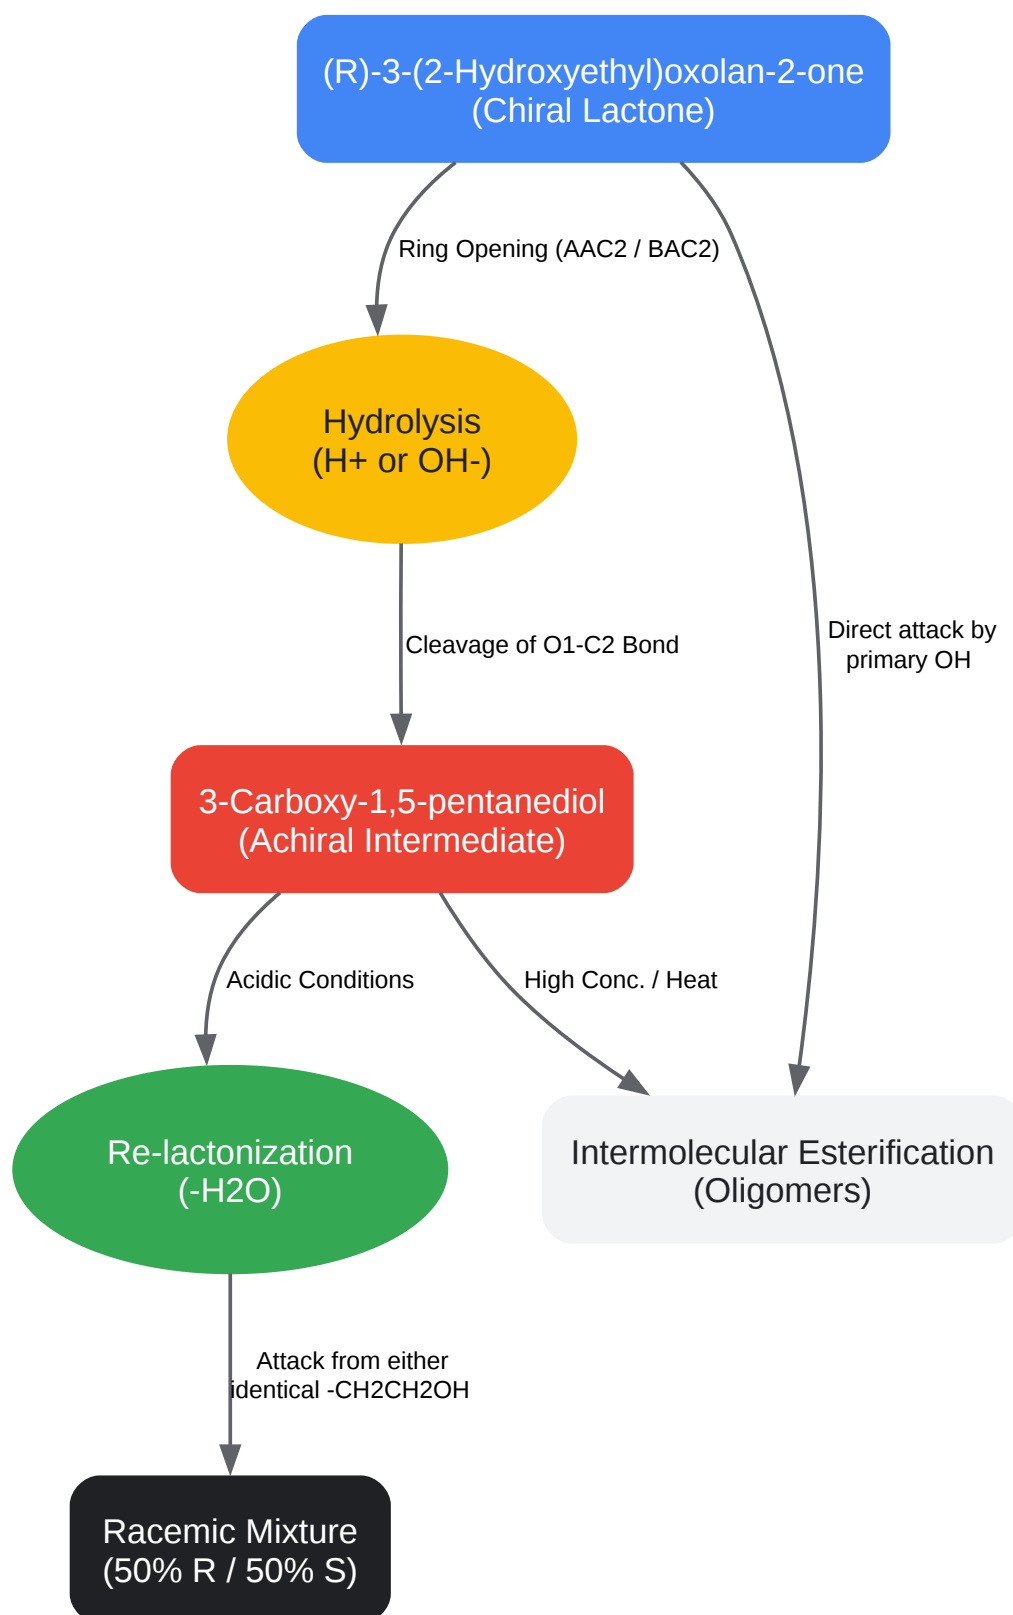 (R)-3-(2-Hydroxyethyl)oxolan-2-one
(Chiral Lactone)
Ring Opening (AAC2 / BAC2)
Hydrolysis
(H+ or OH-)
Cleavage of O1-C2 Bond
Direct attack by
primary OH
3-Carboxy-1,5-pentanediol
(Achiral Intermediate)
Acidic Conditions
High Conc. / Heat
Re-lactonization
(-H2O)
Intermolecular Esterification
(Oligomers)
Attack from either
identical -CH2CH2OH
Racemic Mixture
(50% R / 50% S)